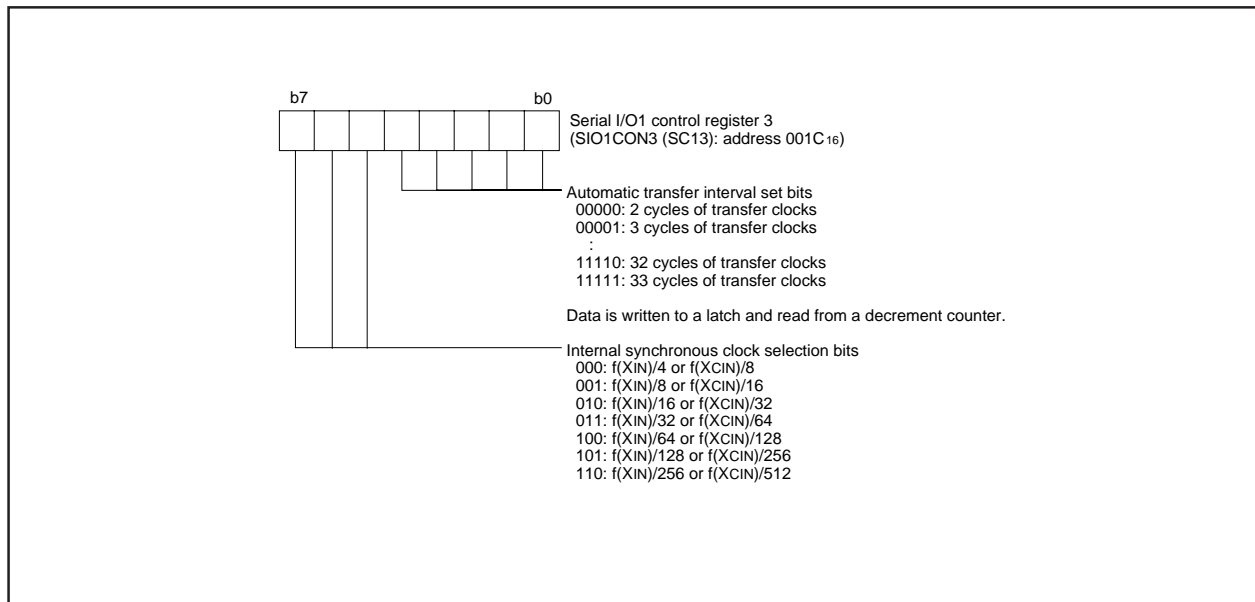 b7 b0
Serial I/O1 control register 3
(SIO1CON3 (SC13): address 001C16)
Automatic transfer interval set bits
00000: 2 cycles of transfer clocks
00001: 3 cycles of transfer clocks
:
11110: 32 cycles of transfer clocks
11111: 33 cycles of transfer clocks
Data is written to a latch and read from a decrement counter.
Internal synchronous clock selection bits
000: f(XIN)/4 or f(XCIN)/8
001: f(XIN)/8 or f(XCIN)/16
010: f(XIN)/16 or f(XCIN)/32
011: f(XIN)/32 or f(XCIN)/64
100: f(XIN)/64 or f(XCIN)/128
101: f(XIN)/128 or f(XCIN)/256
110: f(XIN)/256 or f(XCIN)/512